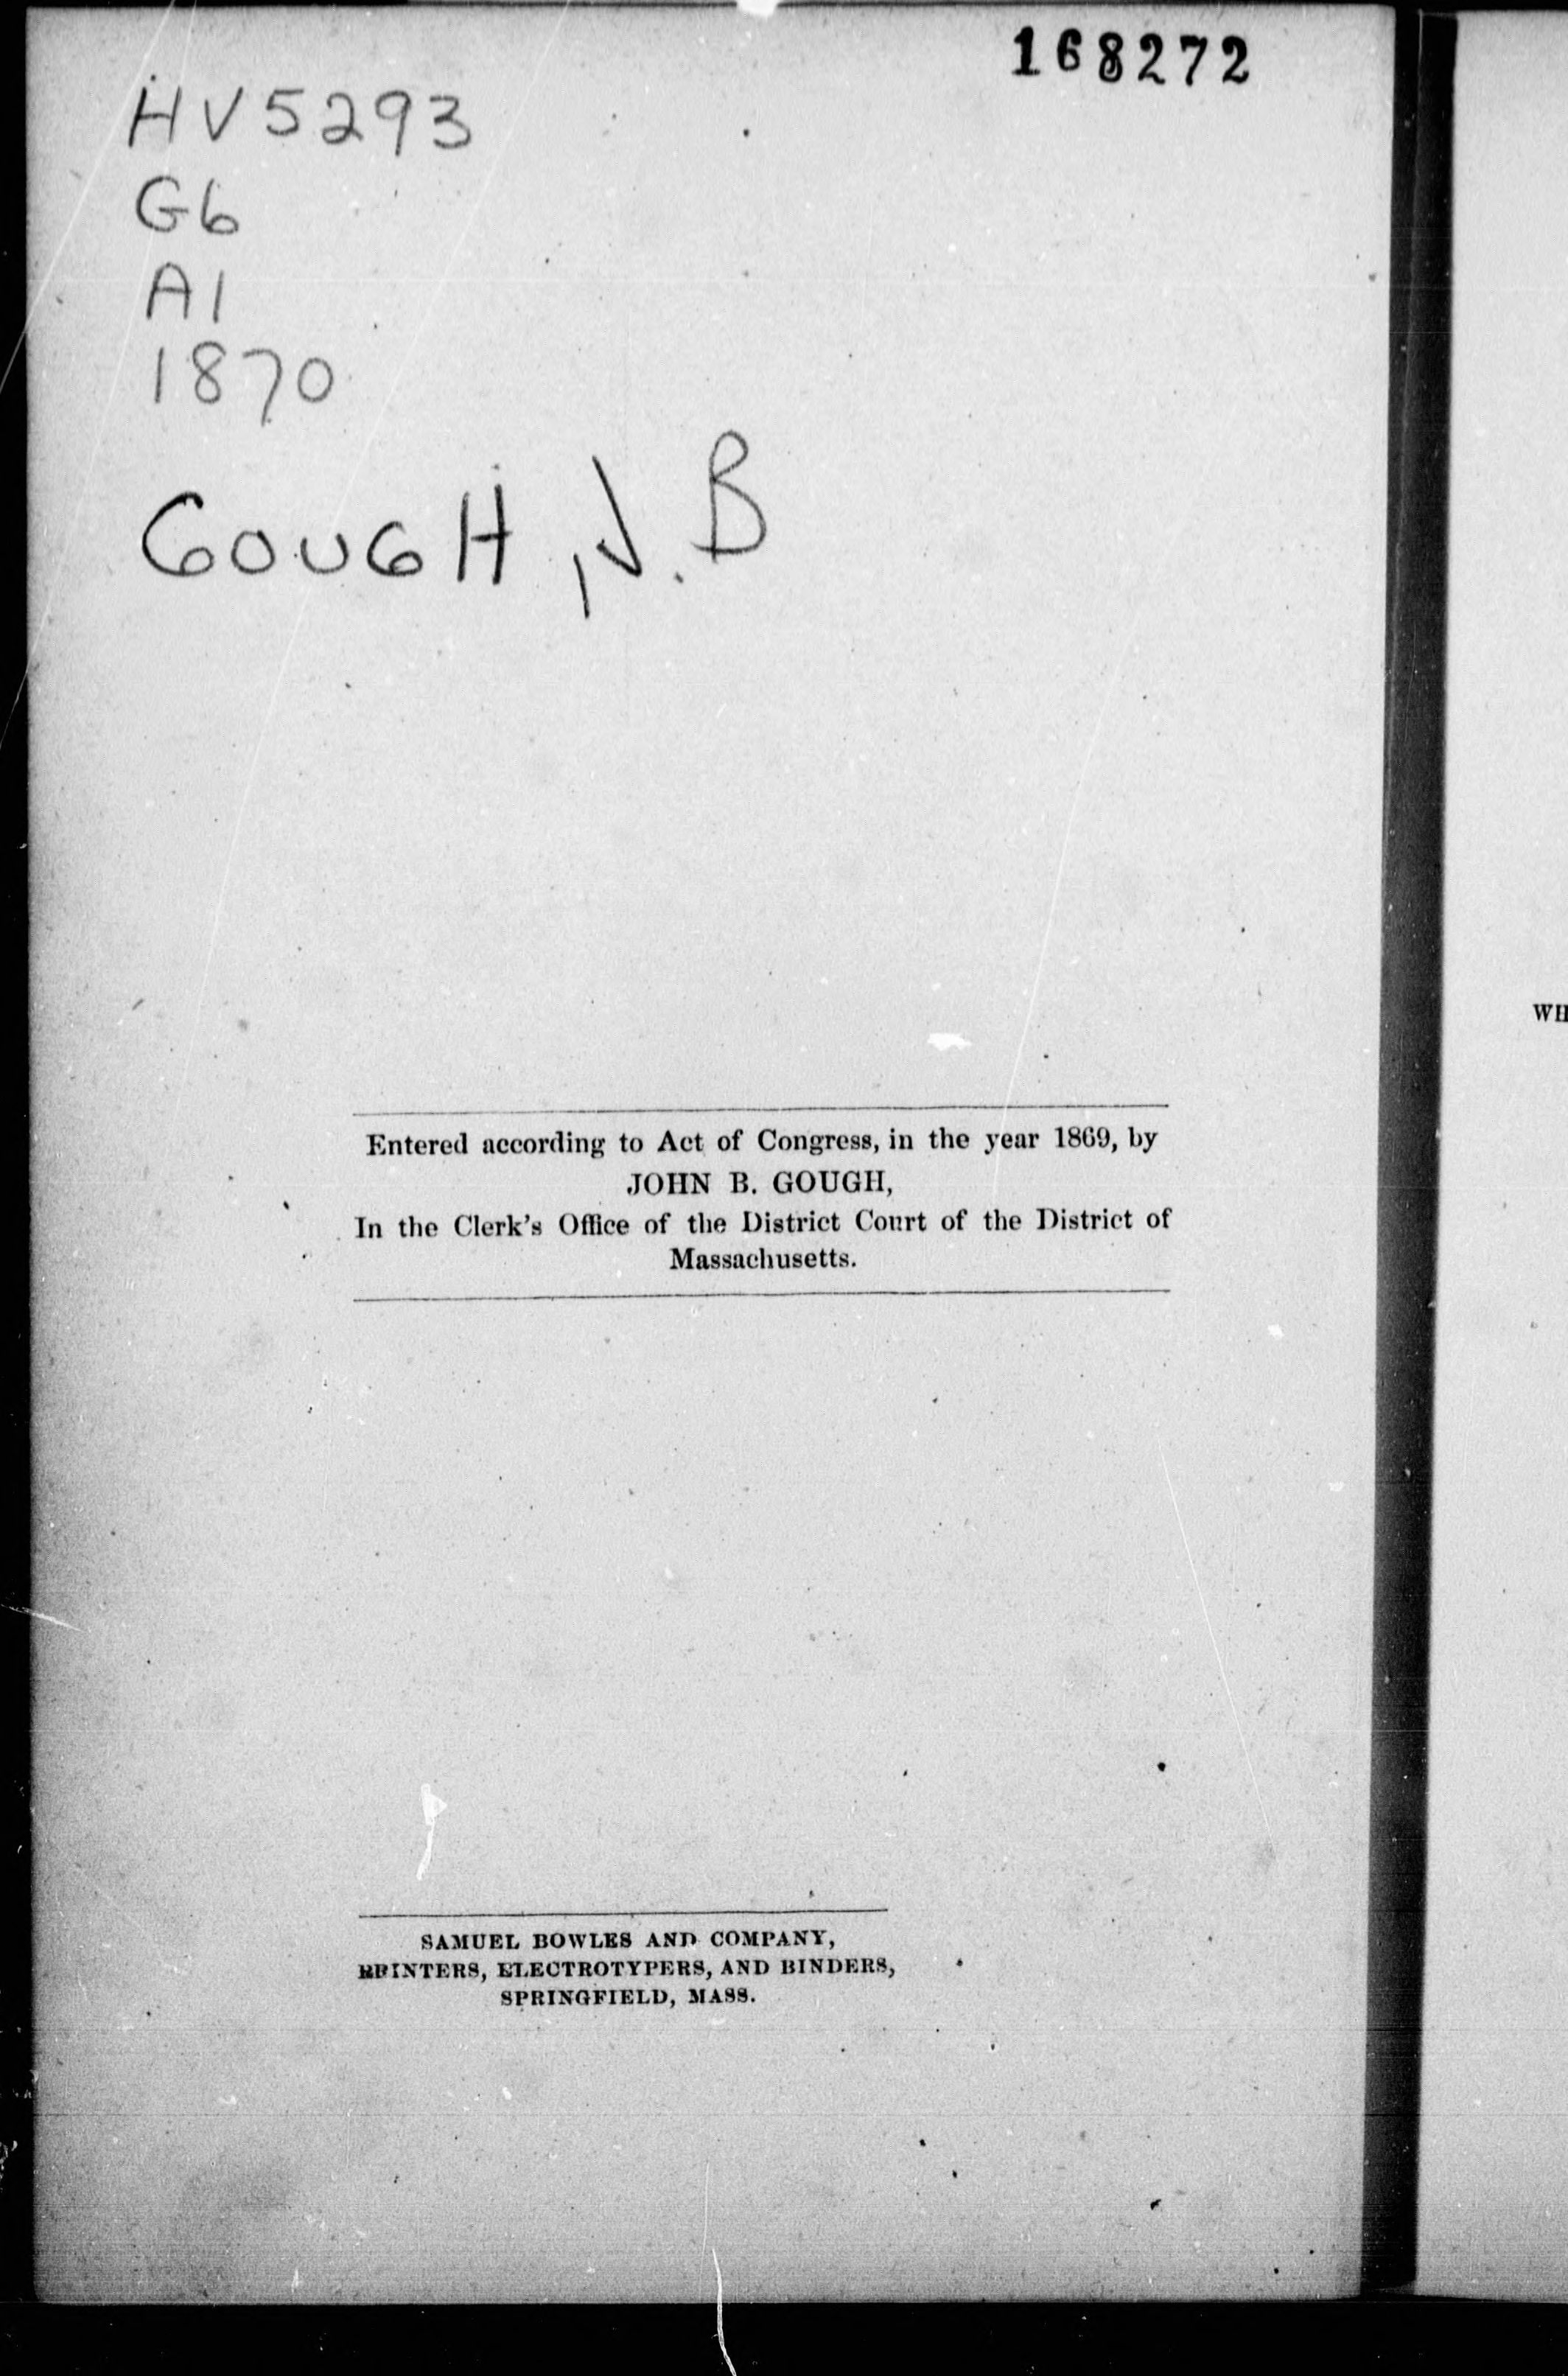 168272
HV5293
G6
A1
1870
GOUGH, J. B
Entered according to Act of Congress, in the year 1869, by
JOHN B. GOUGH,
In the Clerk's Office of the District Court of the District of
Massachusetts.
SAMUEL BOWLES AND COMPANY,
PRINTERS, ELECTROTYPERS, AND BINDERS,
SPRINGFIELD, MASS.